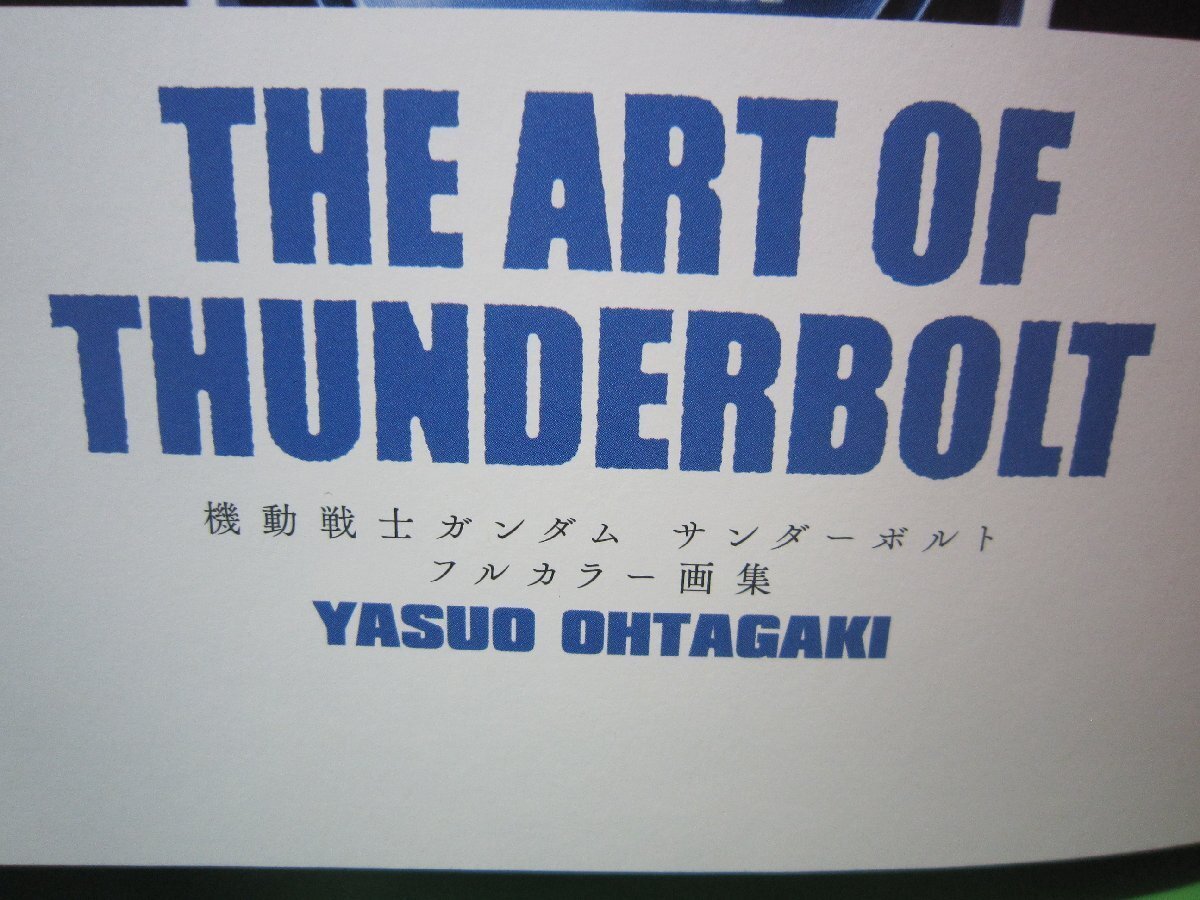 THE ART OF
THUNDERBOLT
機動戦士ガンダム サンダーボルト
フルカラー画集
YASUO OHTAGAKI